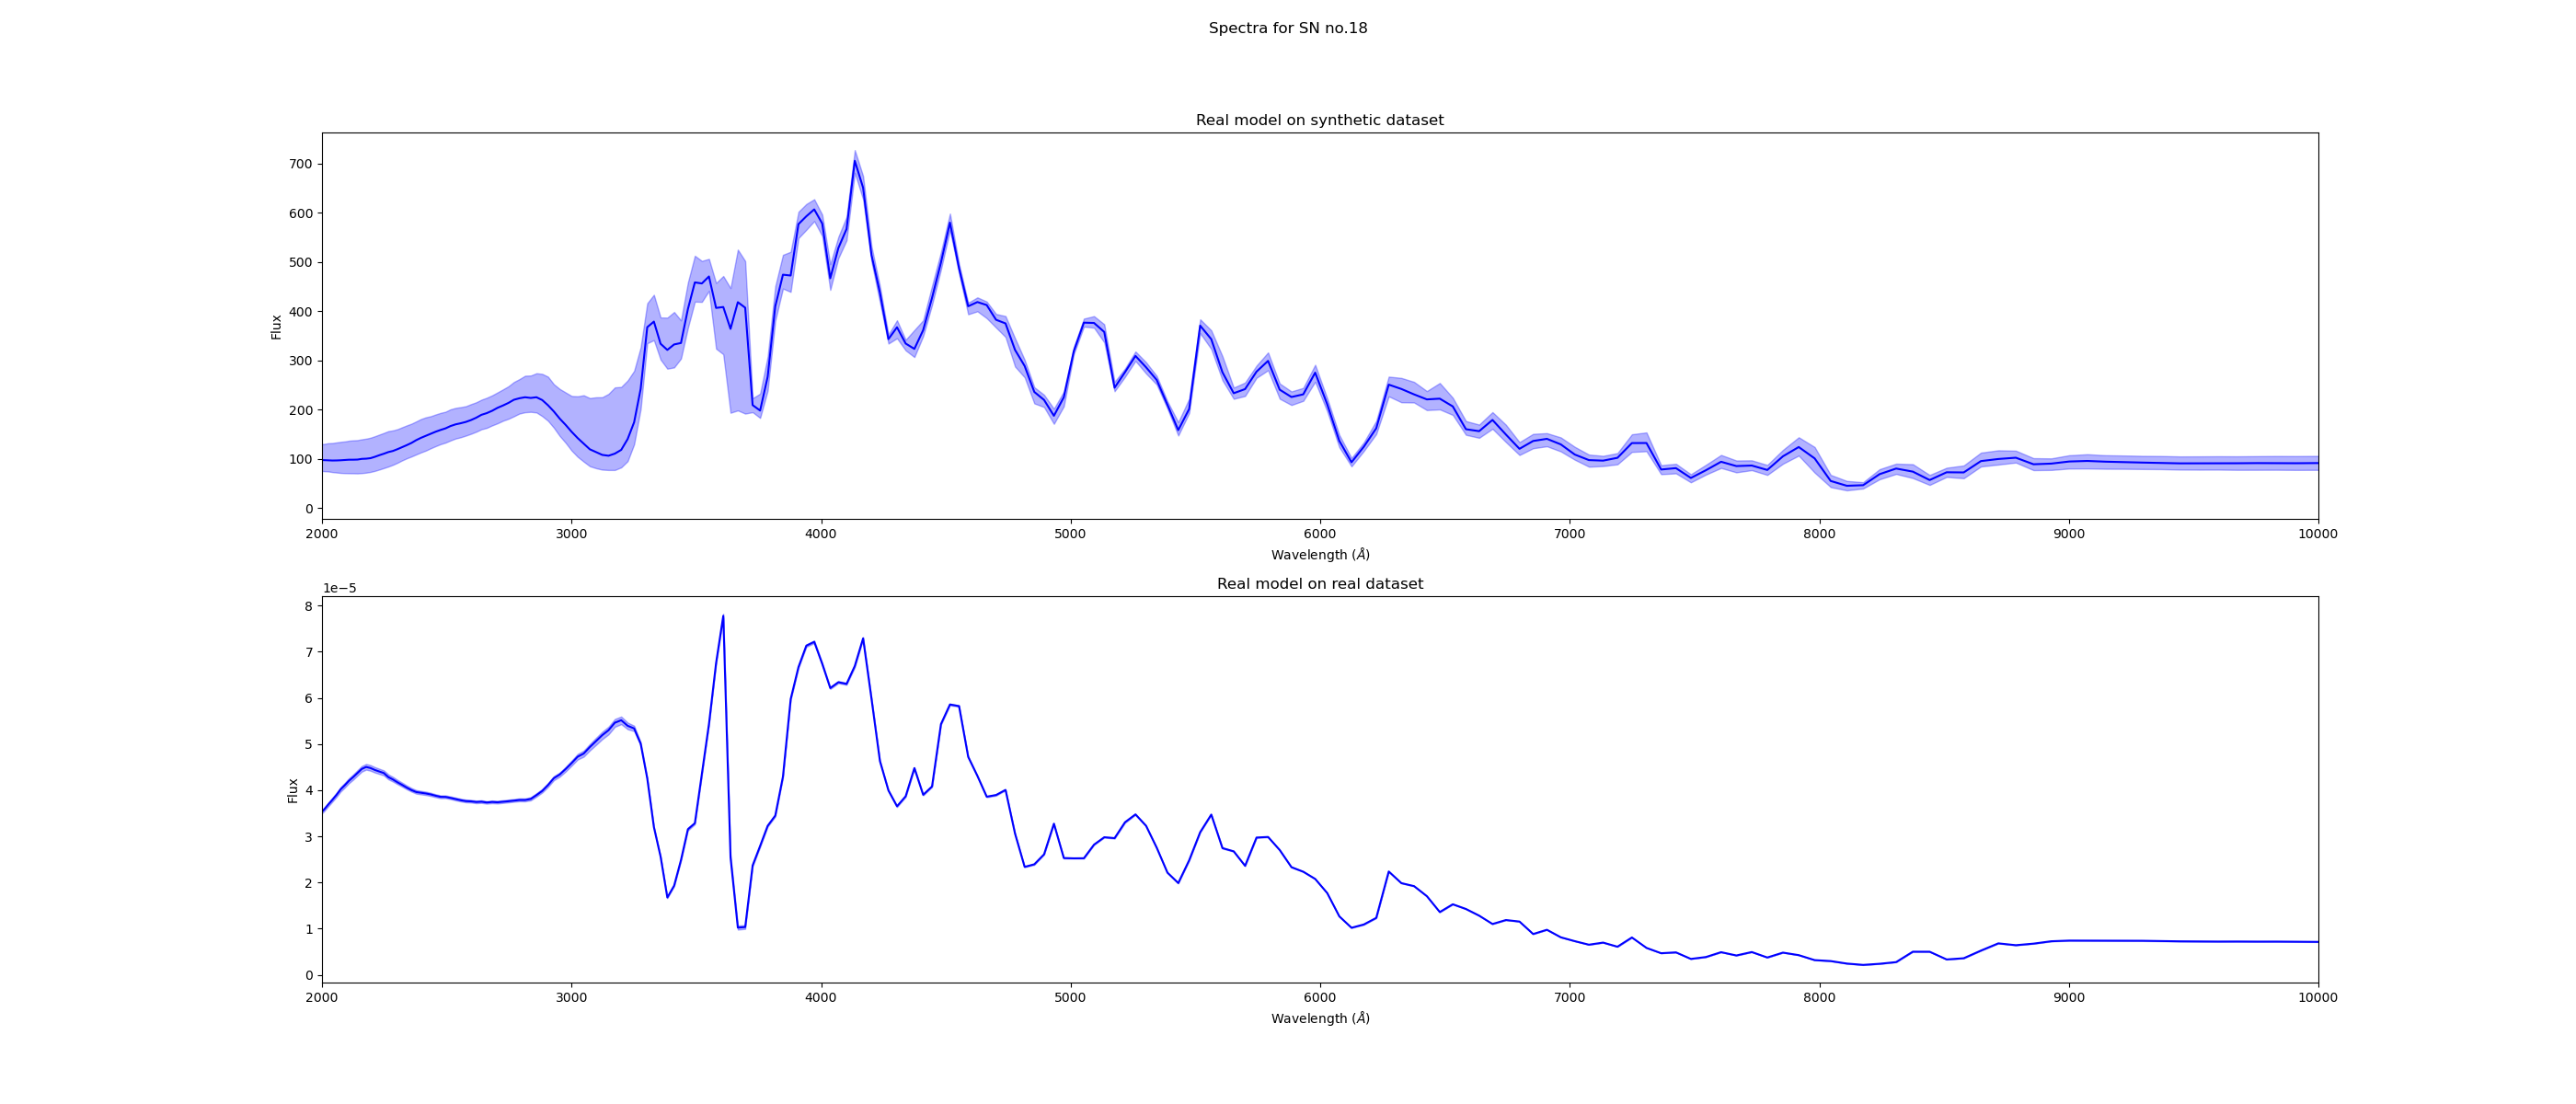 Spectra for SN no.18
Real model on synthetic dataset
700
600
500
400
300
200
100
0
Flux
2000 3000 4000 5000 6000 7000 8000 9000 10000
Wavelength (Å)
Real model on real dataset
1e−5
8
7
6
5
4
3
2
1
0
Flux
2000 3000 4000 5000 6000 7000 8000 9000 10000
Wavelength (Å)